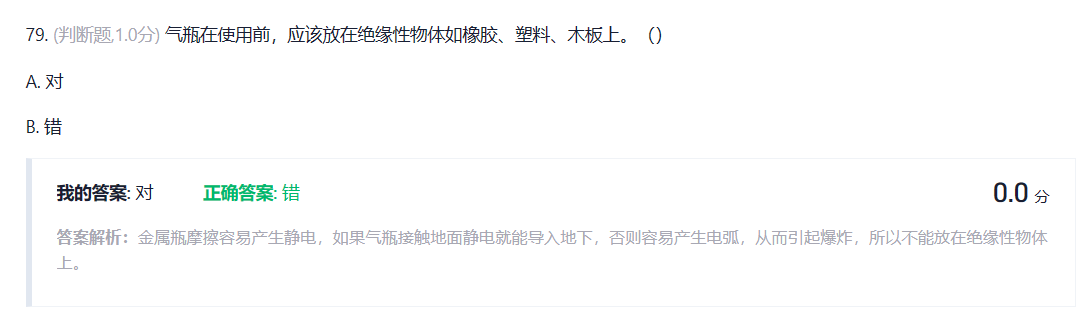 79. (判断题,1.0分) 气瓶在使用前，应该放在绝缘性物体如橡胶、塑料、木板上。（）
A. 对
B. 错
我的答案: 对 正确答案: 错 0.0 分
答案解析：金属瓶摩擦容易产生静电，如果气瓶接触地面静电就能导入地下，否则容易产生电弧，从而引起爆炸，所以不能放在绝缘性物体
上。